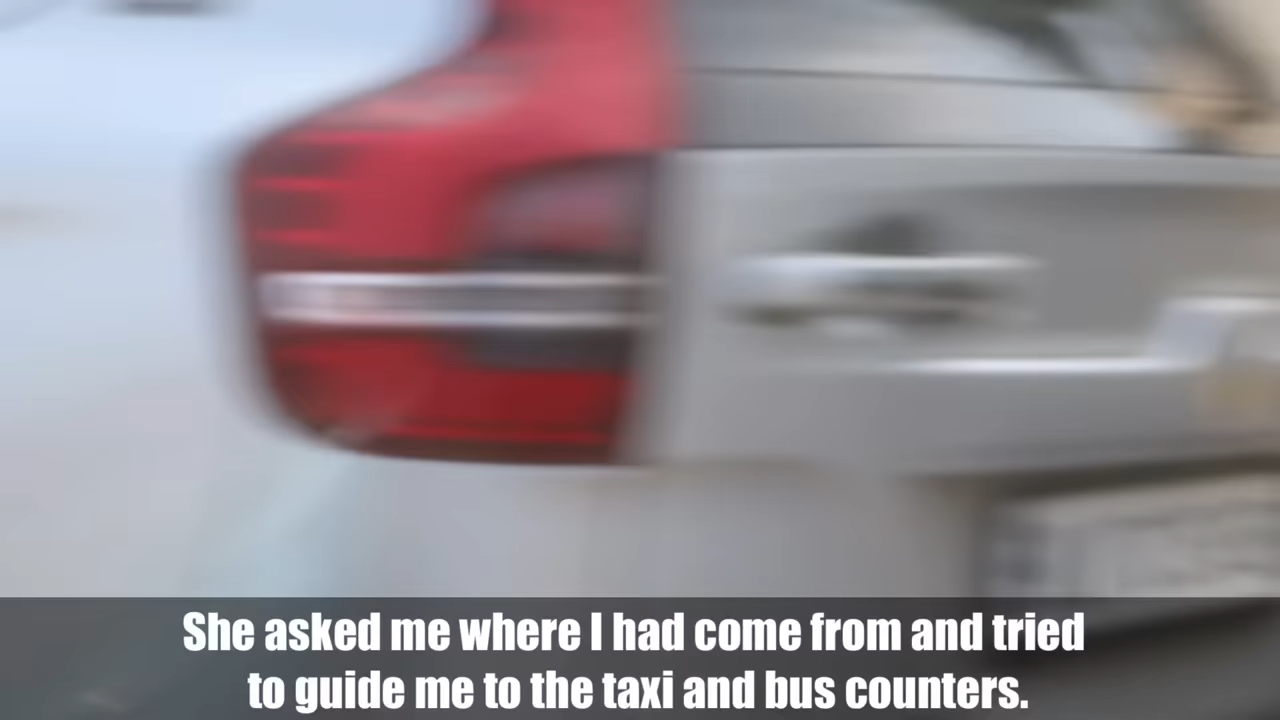 She asked me where I had come from and tried
to guide me to the taxi and bus counters.